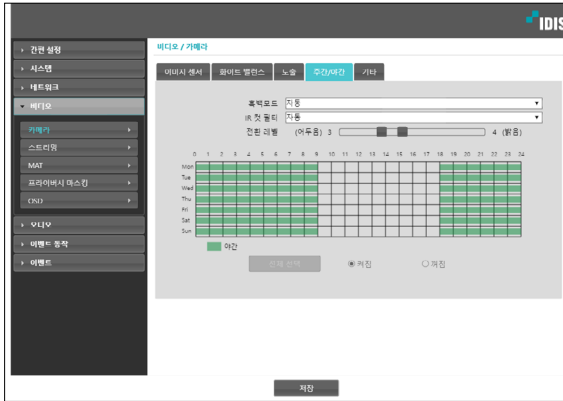 IDIS
간편 설정
시스템
네트워크
비디오
카메라
스트리밍
MAT
프라이버시 마스킹
OSD
오디오
이벤트 동작
이벤트
비디오 / 카메라
이미지 센서 화이트 밸런스 노출 주간/야간 기타
흑백모드 자동
IR 컷 필터 자동
전환 레벨 (어두움) 3 4 (밝음)
0 1 2 3 4 5 6 7 8 9 10 11 12 13 14 15 16 17 18 19 20 21 22 23 24
Mon
Tue
Wed
Thu
Fri
Sat
Sun
야간
전체 선택 켜짐 꺼짐
저장